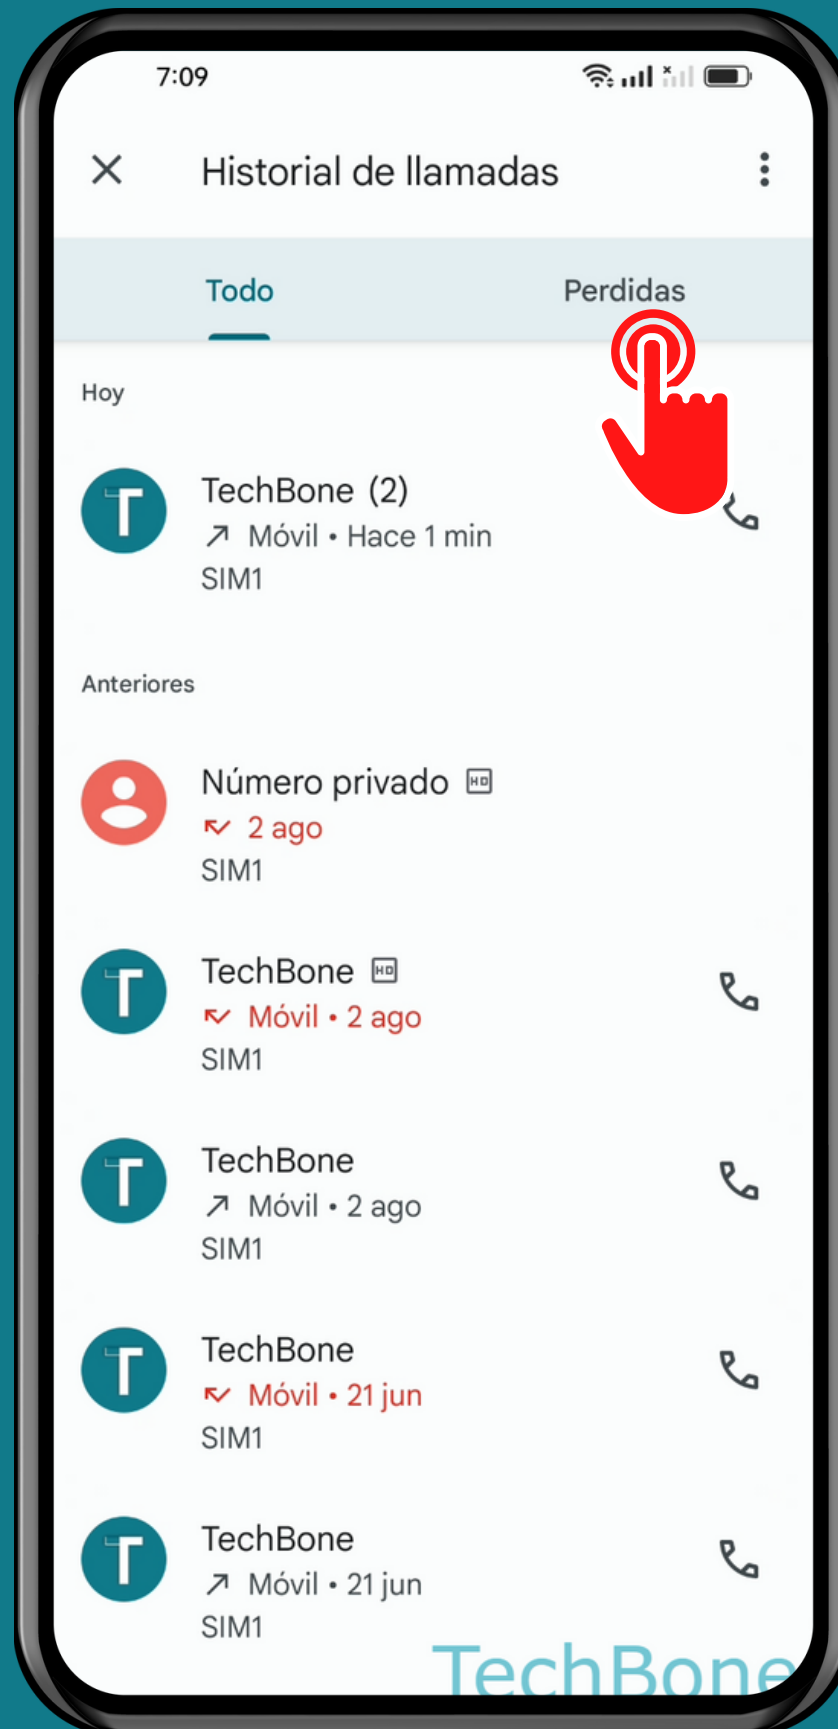 7:09
Historial de llamadas
Todo
Perdidas
Hoy
TechBone (2)
Móvil • Hace 1 min
SIM1
Anteriores
Número privado HD
2 ago
SIM1
TechBone HD
Móvil • 2 ago
SIM1
TechBone
Móvil • 2 ago
SIM1
TechBone
Móvil • 21 jun
SIM1
TechBone
Móvil • 21 jun
SIM1
TechBone